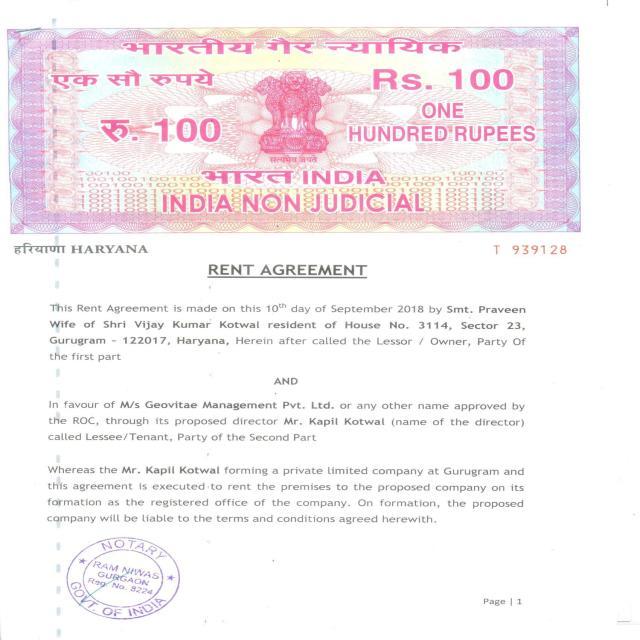 भारतीय गैर न्यायिक
एक सौ रुपये
Rs. 100
रु. 100
ONE
HUNDRED RUPEES
सत्यमेव जयते
भारत INDIA
INDIA NON JUDICIAL
हरियाणा HARYANA
T 939128
RENT AGREEMENT
This Rent Agreement is made on this 10th day of September 2018 by Smt. Praveen
Wife of Shri Vijay Kumar Kotwal resident of House No. 3114, Sector 23,
Gurugram - 122017, Haryana, Herein after called the Lessor / Owner, Party Of
the first part
AND
In favour of M/s Geovitae Management Pvt. Ltd. or any other name approved by
the ROC, through its proposed director Mr. Kapil Kotwal (name of the director)
called Lessee/Tenant, Party of the Second Part
Whereas the Mr. Kapil Kotwal forming a private limited company at Gurugram and
this agreement is executed to rent the premises to the proposed company on its
formation as the registered office of the company. On formation, the proposed
company will be liable to the terms and conditions agreed herewith.
NOTARY
RAM NIWAS
GURGAON
Reg. No. 8224
GOVT. OF INDIA
Page | 1